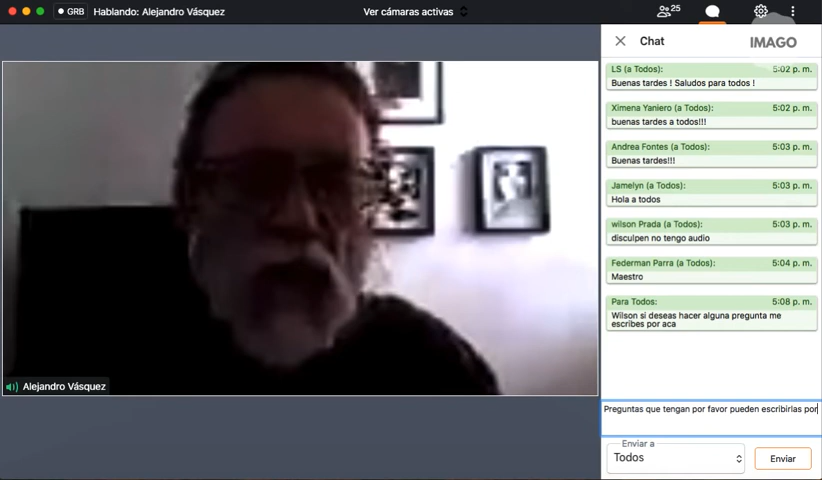 GRB
Hablando: Alejandro Vásquez
Ver cámaras activas
25
Chat
IMAGO
LS (a Todos): 5:02 p. m.
Buenas tardes ! Saludos para todos !
Ximena Yaniero (a Todos): 5:02 p. m.
buenas tardes a todos!!!
Andrea Fontes (a Todos): 5:03 p. m.
Buenas tardes!!!
Jamelyn (a Todos): 5:03 p. m.
Hola a todos
wilson Prada (a Todos): 5:03 p. m.
disculpen no tengo audio
Federman Parra (a Todos): 5:04 p. m.
Maestro
Para Todos: 5:08 p. m.
Wilson si deseas hacer alguna pregunta me
escribes por aca
Alejandro Vásquez
Preguntas que tengan por favor pueden escribirlas por
Enviar a
Todos
Enviar